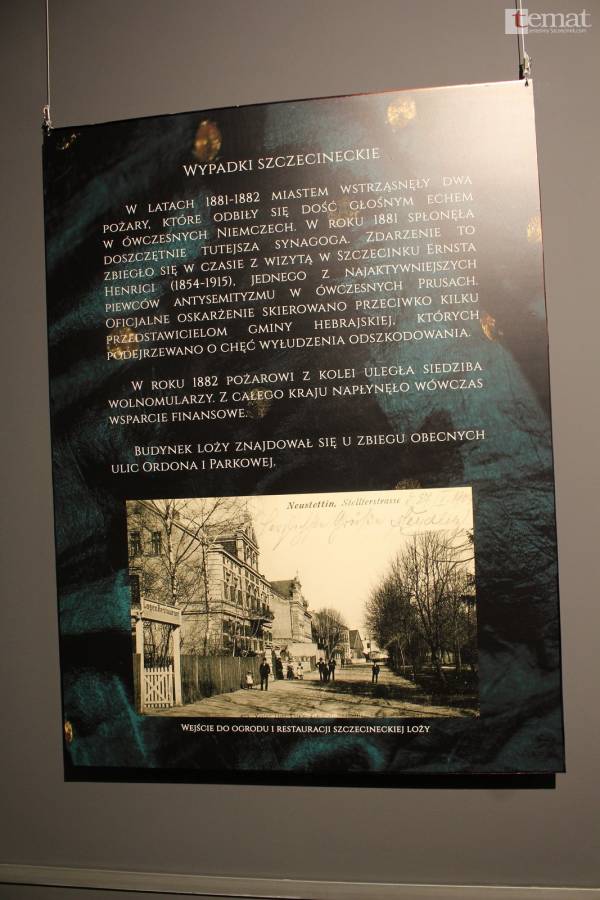 temat
Wypadki szczecineckie
W latach 1881-1882 miastem wstrząsnęły dwa
pożary, które odbiły się dość głośnym echem
w ówczesnych Niemczech. W roku 1881 spłonęła
doszczętnie tutejsza synagoga. Zdarzenie to
zbiegło się w czasie z wizytą w Szczecinku Ernsta
Henrici (1854-1915), jednego z najaktywniejszych
piewców antysemityzmu w ówczesnych Prusach.
Oficjalne oskarżenie skierowano przeciwko kilku
przedstawicielom gminy hebrajskiej, których
podejrzewano o chęć wyłudzenia odszkodowania.
W roku 1882 pożarowi z kolei uległa siedziba
wolnomularzy. Z całego kraju napłynęło wówczas
wsparcie finansowe.
Budynek loży znajdował się u zbiegu obecnych
ulic Ordona i Parkowej.
Neustettin, Stellterstrasse
Logen-Restaurant
Wejście do ogrodu i restauracji szczecineckiej loży